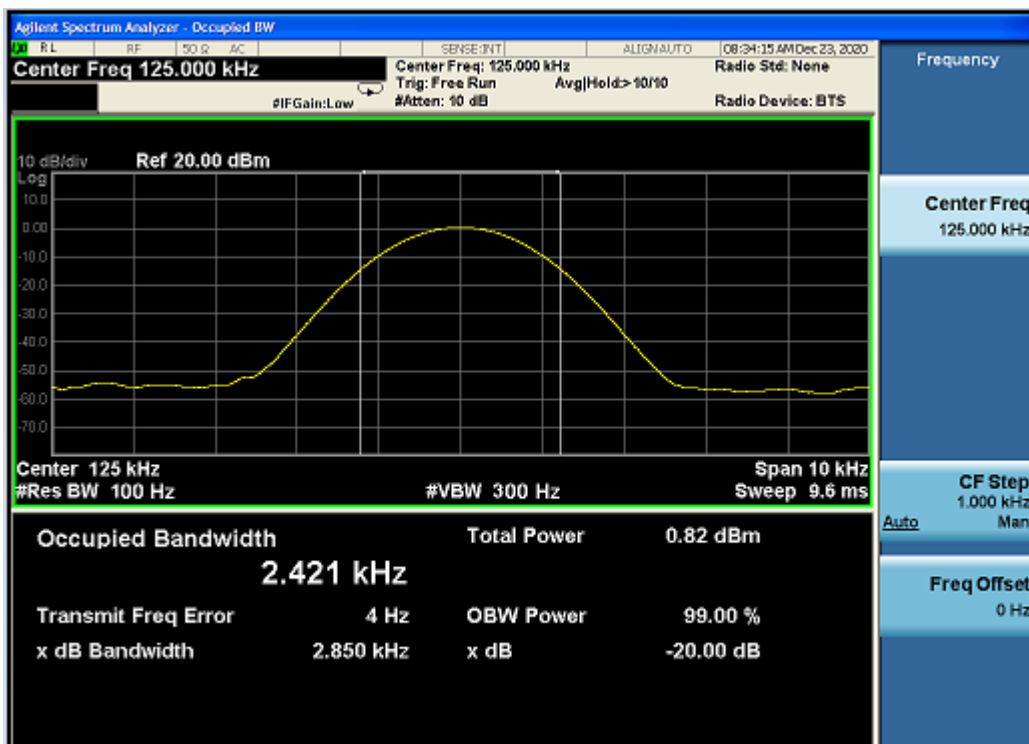 Agilent Spectrum Analyzer - Occupied BW
RL RF 50 Ω AC SENSE:INT ALIGN AUTO 08:34:15 AM Dec 23, 2020
Center Freq 125.000 kHz
Center Freq: 125.000 kHz
Radio Std: None
Trig: Free Run Avg|Hold:>10/10
#IFGain:Low
#Atten: 10 dB
Radio Device: BTS
10 dB/div Ref 20.00 dBm
Log
10.0
0.00
-10.0
-20.0
-30.0
-40.0
-50.0
-60.0
-70.0
Center 125 kHz Span 10 kHz
#Res BW 100 Hz #VBW 300 Hz Sweep 9.6 ms
Occupied Bandwidth Total Power 0.82 dBm
2.421 kHz
Transmit Freq Error 4 Hz OBW Power 99.00 %
x dB Bandwidth 2.850 kHz x dB -20.00 dB
Frequency
Center Freq
125.000 kHz
CF Step
1.000 kHz
Auto Man
Freq Offset
0 Hz